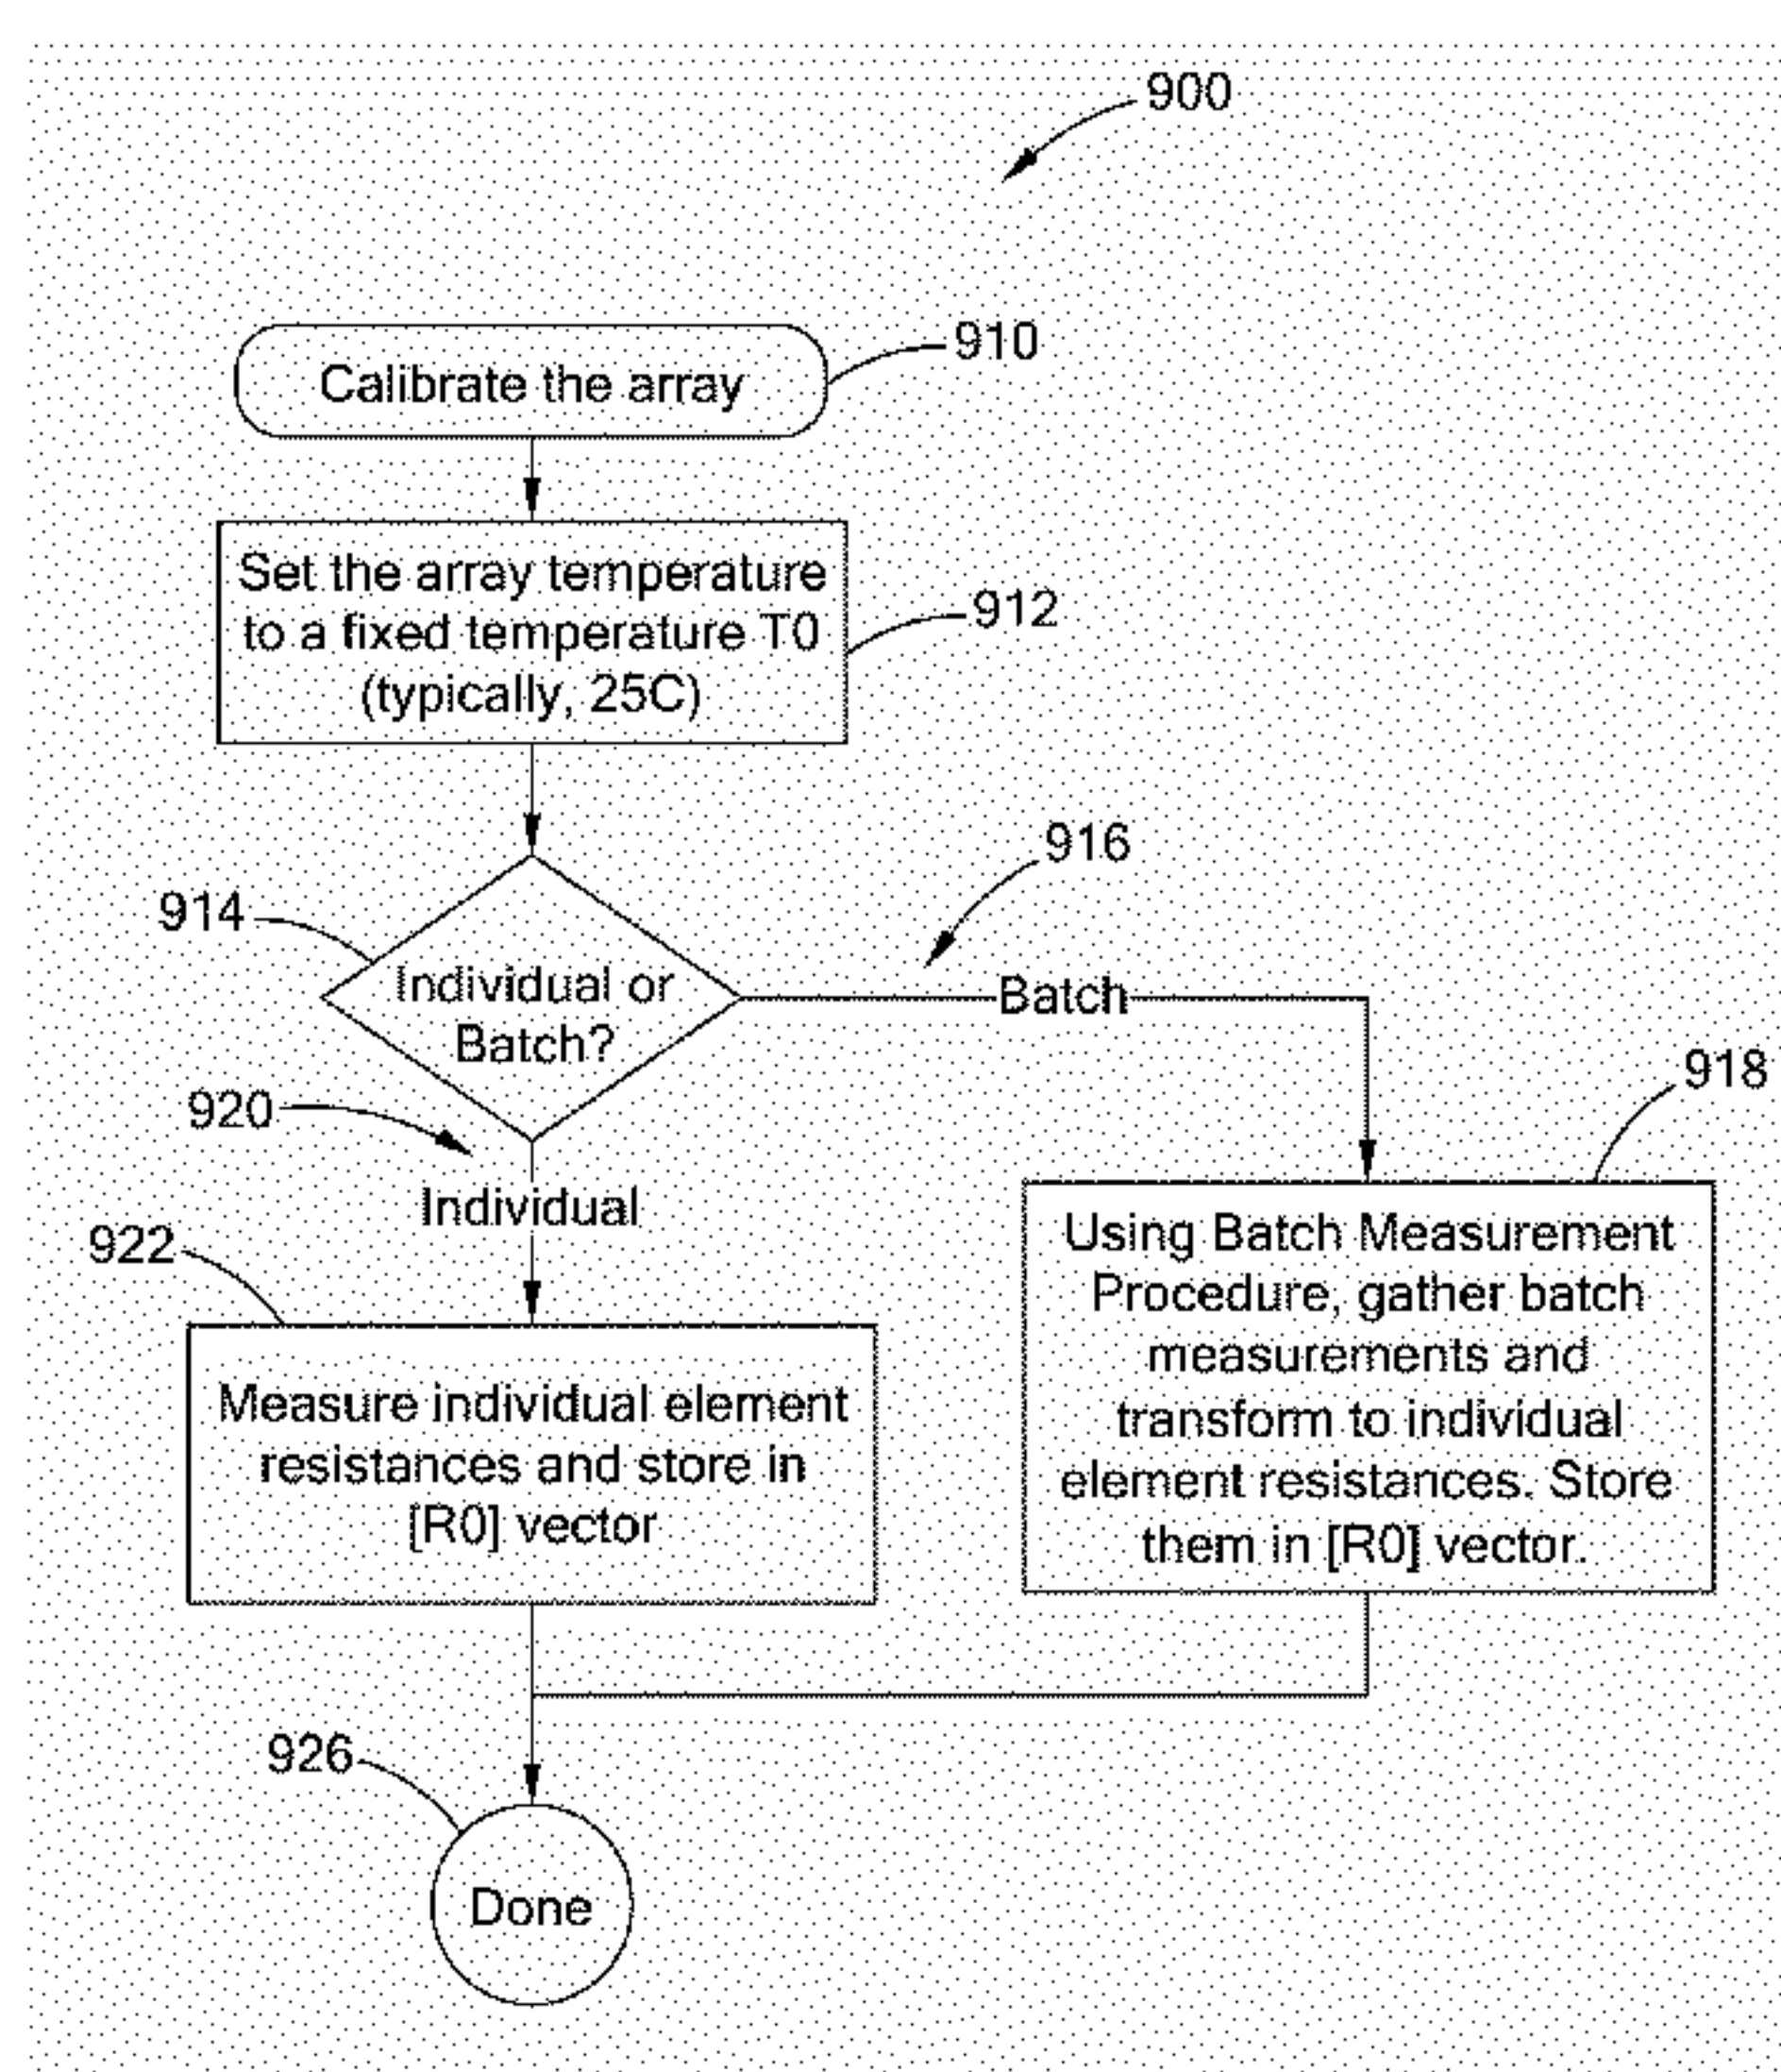 900
Calibrate the array
910
Set the array temperature
to a fixed temperature T0
(typically, 25C)
912
914
Individual or
Batch?
916
Batch
920
Individual
918
Using Batch Measurement
Procedure, gather batch
measurements and
transform to individual
element resistances. Store
them in [R0] vector.
922
Measure individual element
resistances and store in
[R0] vector
926
Done